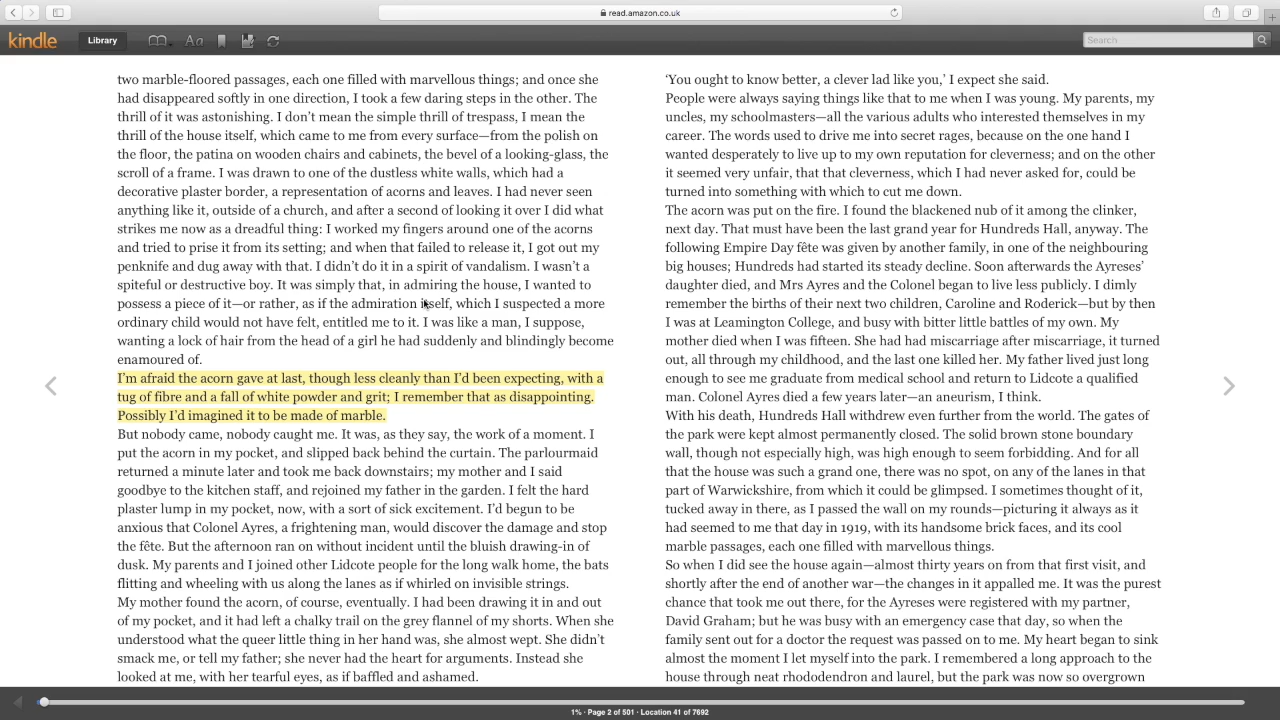 read.amazon.co.uk
kindle
Library
Aa
Search
two marble-floored passages, each one filled with marvellous things; and once she
had disappeared softly in one direction, I took a few daring steps in the other. The
thrill of it was astonishing. I don’t mean the simple thrill of trespass, I mean the
thrill of the house itself, which came to me from every surface—from the polish on
the floor, the patina on wooden chairs and cabinets, the bevel of a looking-glass, the
scroll of a frame. I was drawn to one of the dustless white walls, which had a
decorative plaster border, a representation of acorns and leaves. I had never seen
anything like it, outside of a church, and after a second of looking it over I did what
strikes me now as a dreadful thing: I worked my fingers around one of the acorns
and tried to prise it from its setting; and when that failed to release it, I got out my
penknife and dug away with that. I didn’t do it in a spirit of vandalism. I wasn’t a
spiteful or destructive boy. It was simply that, in admiring the house, I wanted to
possess a piece of it—or rather, as if the admiration itself, which I suspected a more
ordinary child would not have felt, entitled me to it. I was like a man, I suppose,
wanting a lock of hair from the head of a girl he had suddenly and blindingly become
enamoured of.
I’m afraid the acorn gave at last, though less cleanly than I’d been expecting, with a
tug of fibre and a fall of white powder and grit; I remember that as disappointing.
Possibly I’d imagined it to be made of marble.
But nobody came, nobody caught me. It was, as they say, the work of a moment. I
put the acorn in my pocket, and slipped back behind the curtain. The parlourmaid
returned a minute later and took me back downstairs; my mother and I said
goodbye to the kitchen staff, and rejoined my father in the garden. I felt the hard
plaster lump in my pocket, now, with a sort of sick excitement. I’d begun to be
anxious that Colonel Ayres, a frightening man, would discover the damage and stop
the fête. But the afternoon ran on without incident until the bluish drawing-in of
dusk. My parents and I joined other Lidcote people for the long walk home, the bats
flitting and wheeling with us along the lanes as if whirled on invisible strings.
My mother found the acorn, of course, eventually. I had been drawing it in and out
of my pocket, and it had left a chalky trail on the grey flannel of my shorts. When she
understood what the queer little thing in her hand was, she almost wept. She didn’t
smack me, or tell my father; she never had the heart for arguments. Instead she
looked at me, with her tearful eyes, as if baffled and ashamed.
‘You ought to know better, a clever lad like you,’ I expect she said.
People were always saying things like that to me when I was young. My parents, my
uncles, my schoolmasters—all the various adults who interested themselves in my
career. The words used to drive me into secret rages, because on the one hand I
wanted desperately to live up to my own reputation for cleverness; and on the other
it seemed very unfair, that that cleverness, which I had never asked for, could be
turned into something with which to cut me down.
The acorn was put on the fire. I found the blackened nub of it among the clinker,
next day. That must have been the last grand year for Hundreds Hall, anyway. The
following Empire Day fête was given by another family, in one of the neighbouring
big houses; Hundreds had started its steady decline. Soon afterwards the Ayreses’
daughter died, and Mrs Ayres and the Colonel began to live less publicly. I dimly
remember the births of their next two children, Caroline and Roderick—but by then
I was at Leamington College, and busy with bitter little battles of my own. My
mother died when I was fifteen. She had had miscarriage after miscarriage, it turned
out, all through my childhood, and the last one killed her. My father lived just long
enough to see me graduate from medical school and return to Lidcote a qualified
man. Colonel Ayres died a few years later—an aneurism, I think.
With his death, Hundreds Hall withdrew even further from the world. The gates of
the park were kept almost permanently closed. The solid brown stone boundary
wall, though not especially high, was high enough to seem forbidding. And for all
that the house was such a grand one, there was no spot, on any of the lanes in that
part of Warwickshire, from which it could be glimpsed. I sometimes thought of it,
tucked away in there, as I passed the wall on my rounds—picturing it always as it
had seemed to me that day in 1919, with its handsome brick faces, and its cool
marble passages, each one filled with marvellous things.
So when I did see the house again—almost thirty years on from that first visit, and
shortly after the end of another war—the changes in it appalled me. It was the purest
chance that took me out there, for the Ayreses were registered with my partner,
David Graham; but he was busy with an emergency case that day, so when the
family sent out for a doctor the request was passed on to me. My heart began to sink
almost the moment I let myself into the park. I remembered a long approach to the
house through neat rhododendron and laurel, but the park was now so overgrown
1% · Page 2 of 501 · Location 41 of 7692